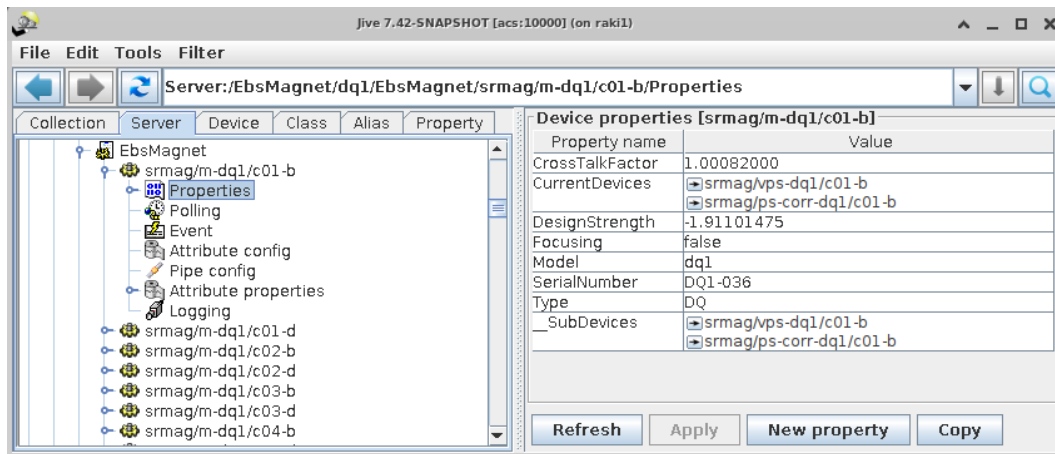 Jive 7.42-SNAPSHOT [acs:10000] (on raki1)
File Edit Tools Filter
Server:/EbsMagnet/dq1/EbsMagnet/srmag/m-dq1/c01-b/Properties
Collection Server Device Class Alias Property
EbsMagnet
srmag/m-dq1/c01-b
Properties
Polling
Event
Attribute config
Pipe config
Attribute properties
Logging
srmag/m-dq1/c01-d
srmag/m-dq1/c02-b
srmag/m-dq1/c02-d
srmag/m-dq1/c03-b
srmag/m-dq1/c03-d
srmag/m-dq1/c04-b
Device properties [srmag/m-dq1/c01-b]
Property name Value
CrossTalkFactor 1.00082000
CurrentDevices srmag/vps-dq1/c01-b
srmag/ps-corr-dq1/c01-b
DesignStrength -1.91101475
Focusing false
Model dq1
SerialNumber DQ1-036
Type DQ
__SubDevices srmag/vps-dq1/c01-b
srmag/ps-corr-dq1/c01-b
Refresh Apply New property Copy